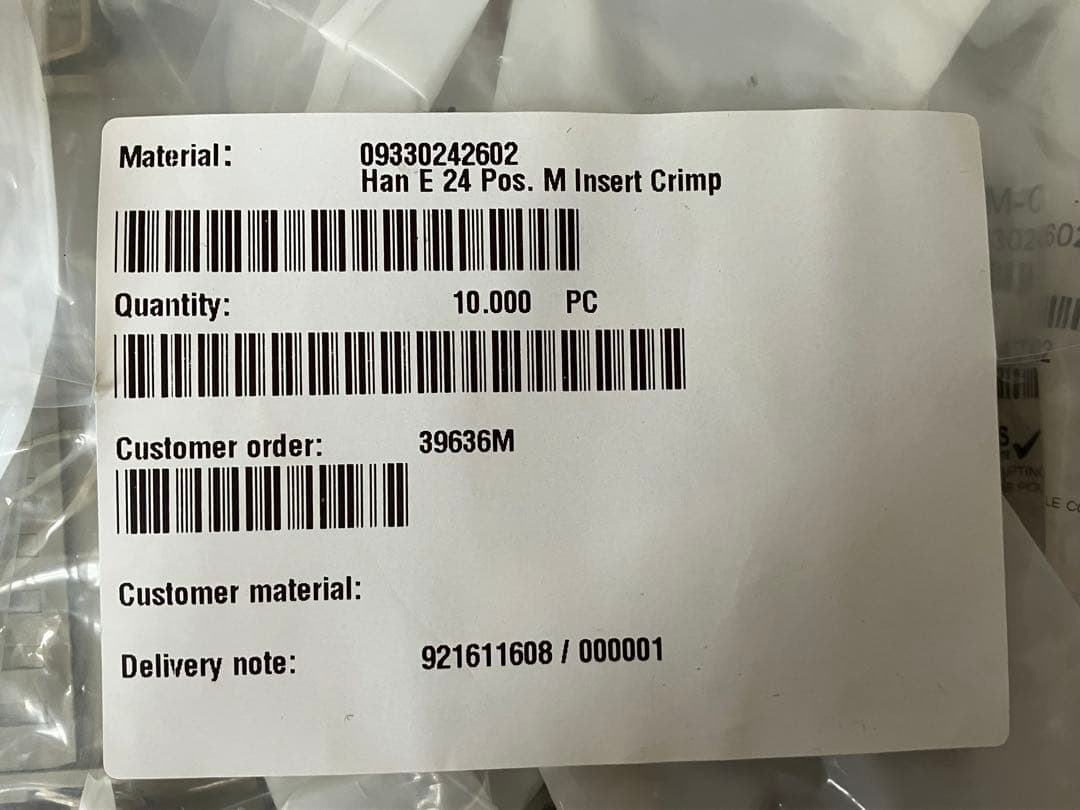 Material: 09330242602
Han E 24 Pos. M Insert Crimp
Quantity: 10.000 PC
Customer order: 39636M
Customer material:
Delivery note: 921611608 / 000001